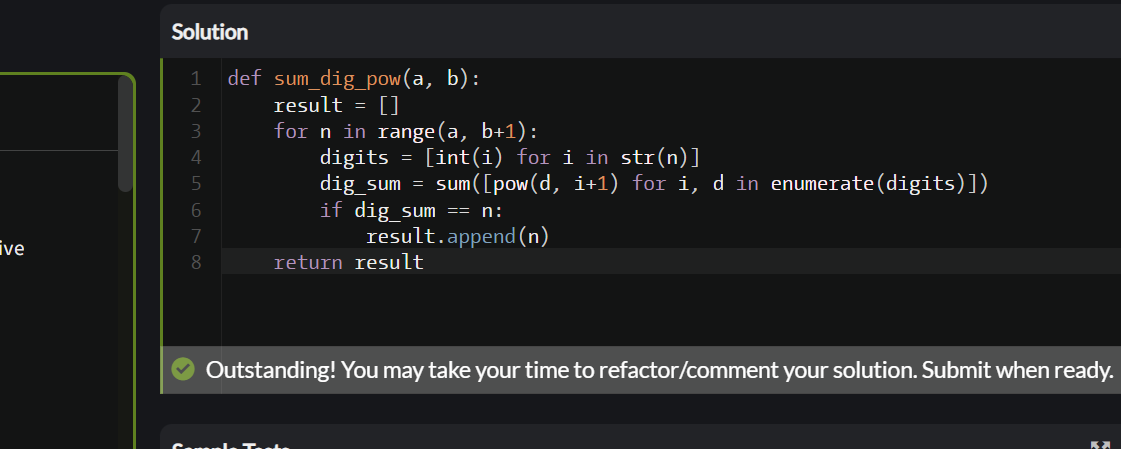 Solution
1 def sum_dig_pow(a, b):
2     result = []
3     for n in range(a, b+1):
4         digits = [int(i) for i in str(n)]
5         dig_sum = sum([pow(d, i+1) for i, d in enumerate(digits)])
6         if dig_sum == n:
7             result.append(n)
ive
8     return result
Outstanding! You may take your time to refactor/comment your solution. Submit when ready.
Sample Tests